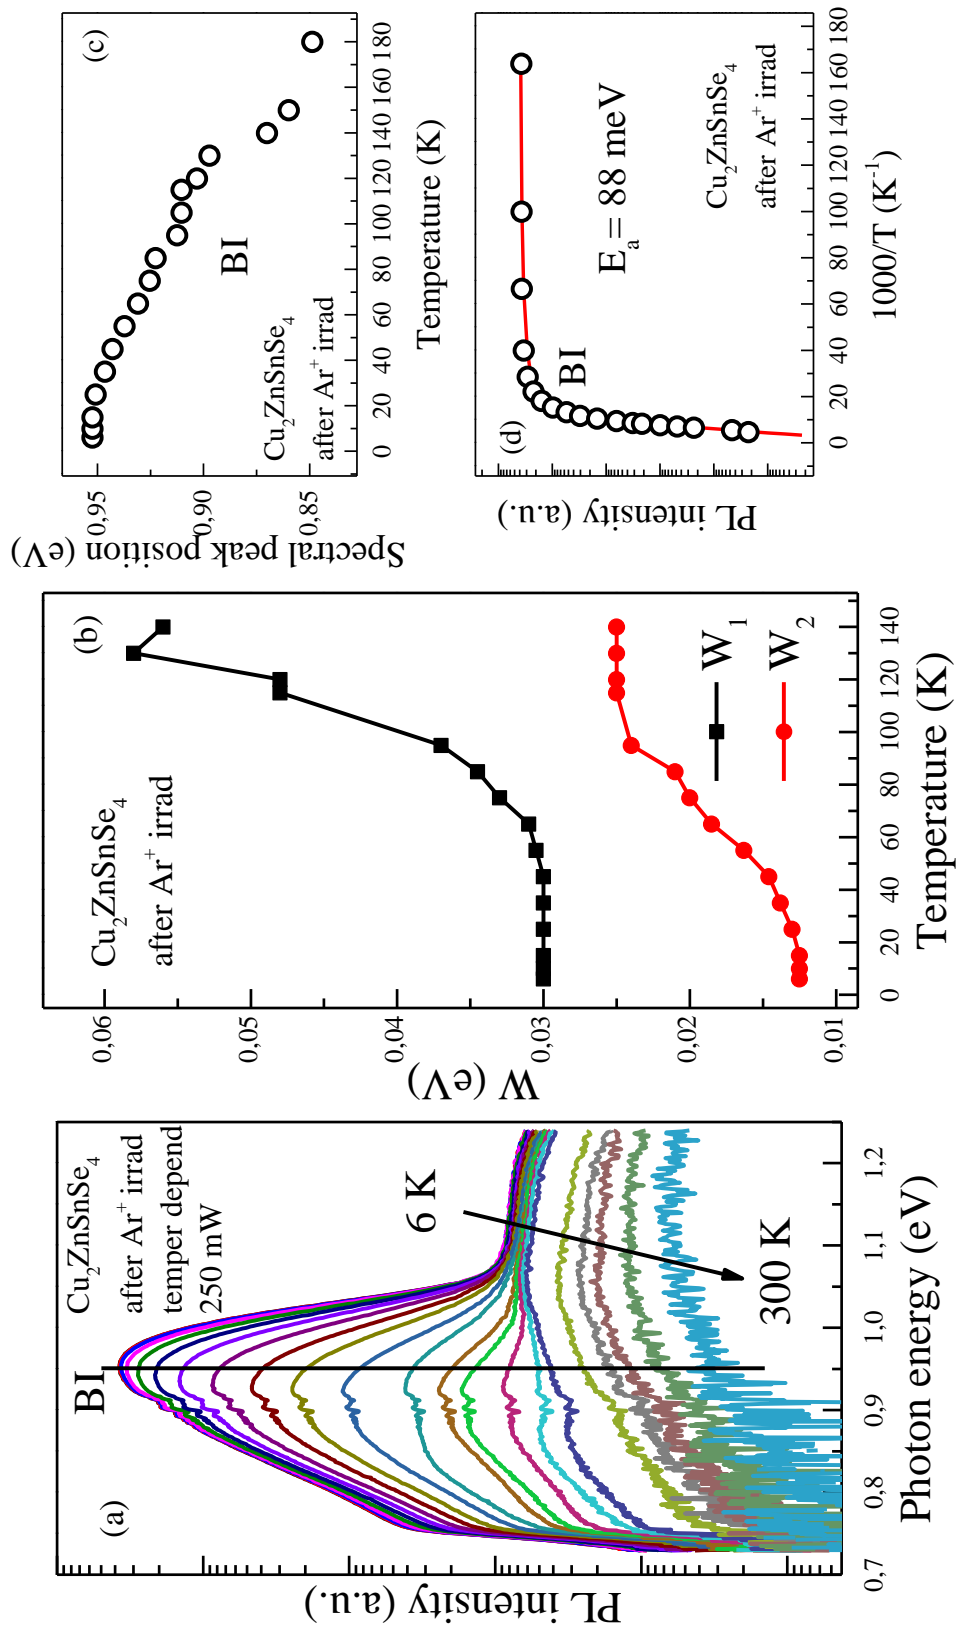 (a)
Cu₂ZnSnSe₄
after Ar⁺ irrad
temper depend
250 mW
BI
6 K
300 K
PL intensity (a.u.)
0,7 0,8 0,9 1,0 1,1 1,2
Photon energy (eV)
(b)
Cu₂ZnSnSe₄
after Ar⁺ irrad
W₁
W₂
W (eV)
0,06
0,05
0,04
0,03
0,02
0,01
0 20 40 60 80 100 120 140
Temperature (K)
(c)
Cu₂ZnSnSe₄
after Ar⁺ irrad
BI
Spectral peak position (eV)
0,95
0,90
0,85
0 20 40 60 80 100 120 140 160 180
Temperature (K)
(d)
BI
Eₐ = 88 meV
Cu₂ZnSnSe₄
after Ar⁺ irrad
PL intensity (a.u.)
0 20 40 60 80 100 120 140 160 180
1000/T (K⁻¹)